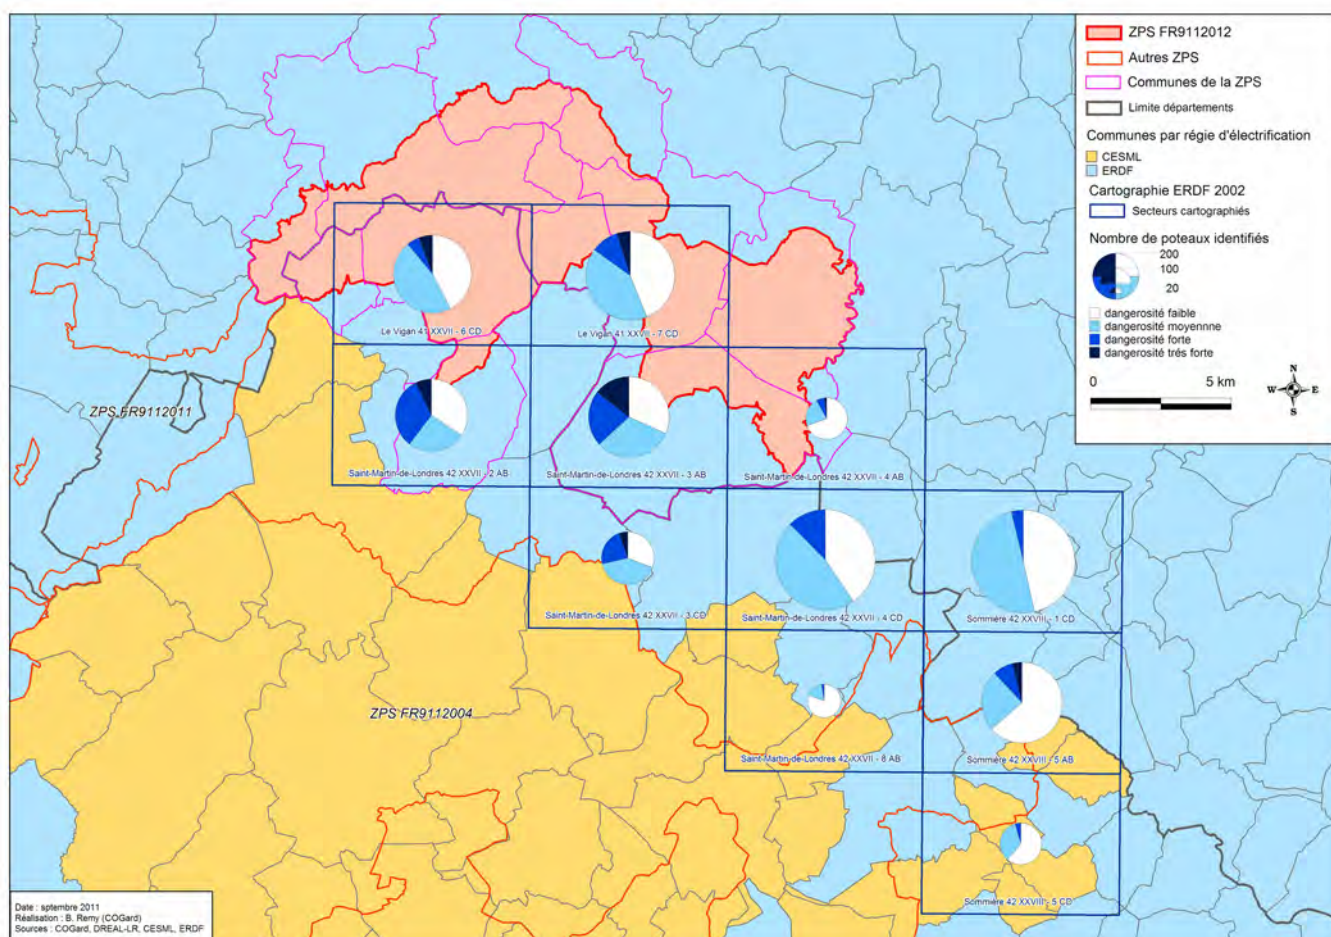 ZPS FR9112012
Autres ZPS
Communes de la ZPS
Limite départements
Communes par régie d'électrification
CESML
ERDF
Cartographie ERDF 2002
Secteurs cartographiés
Nombre de poteaux identifiés
200
100
20
dangerosité faible
dangerosité moyennne
dangerosité forte
dangerosité trés forte
0 5 km
N
W E
S
Le Vigan 41 XXVII - 6 CD
Le Vigan 41 XXVII - 7 CD
ZPS FR9112011
Saint-Martin-de-Londres 42 XXVII - 2 AB
Saint-Martin-de-Londres 42 XXVII - 3 AB
Saint-Martin-de-Londres 42 XXVII - 4 AB
Saint-Martin-de-Londres 42 XXVII - 3 CD
Saint-Martin-de-Londres 42 XXVII - 4 CD
Sommière 42 XXVIII - 1 CD
ZPS FR9112004
Saint-Martin-de-Londres 42 XXVII - 8 AB
Sommière 42 XXVIII - 5 AB
Sommière 42 XXVIII - 5 CD
Date : sptembre 2011
Réalisation : B. Remy (COGard)
Sources : COGard, DREAL-LR, CESML, ERDF